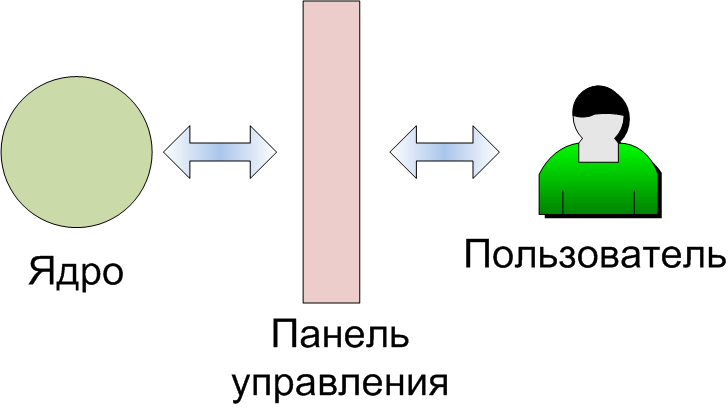 Ядро
Панель
управления
Пользователь